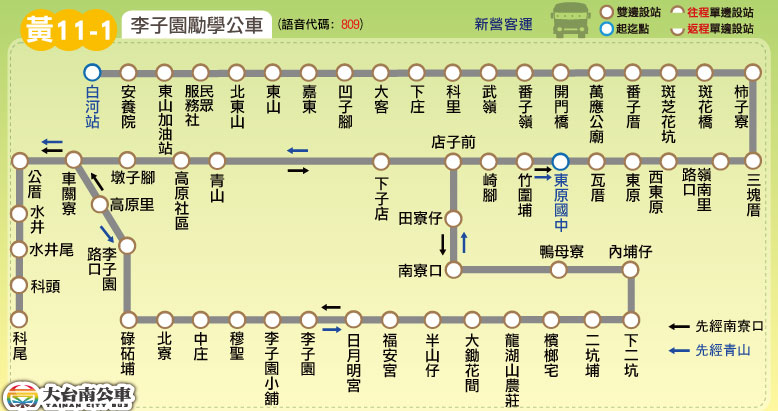 黃11-1
李子園勵學公車
(語音代碼: 809)
新營客運
雙邊設站
往程單邊設站
起迄點
返程單邊設站
白河站
安養院
東山加油站
民眾服務社
北東山
東山
嘉東
凹子腳
大客
下庄
科里
武嶺
番子嶺
開門橋
萬應公廟
番子厝
斑芝花坑
斑花橋
柿子寮
公厝
車關寮
墩子腳
高原社區
青山
下子店
店子前
崎腳
竹圍埔
東原國中
瓦厝
東原
西東原
嶺南里路口
三塊厝
水井
高原里
田寮仔
水井尾
李子園路口
南寮口
鴨母寮
內埔仔
科頭
科尾
碌砳埔
北寮
中庄
穆聖
李子園小舖
李子園
日月明宮
福安宮
半山仔
大鋤花間
龍湖山農莊
檳榔宅
二坑埔
下二坑
先經南寮口
先經青山
大台南公車
TAINAN CITY BUS